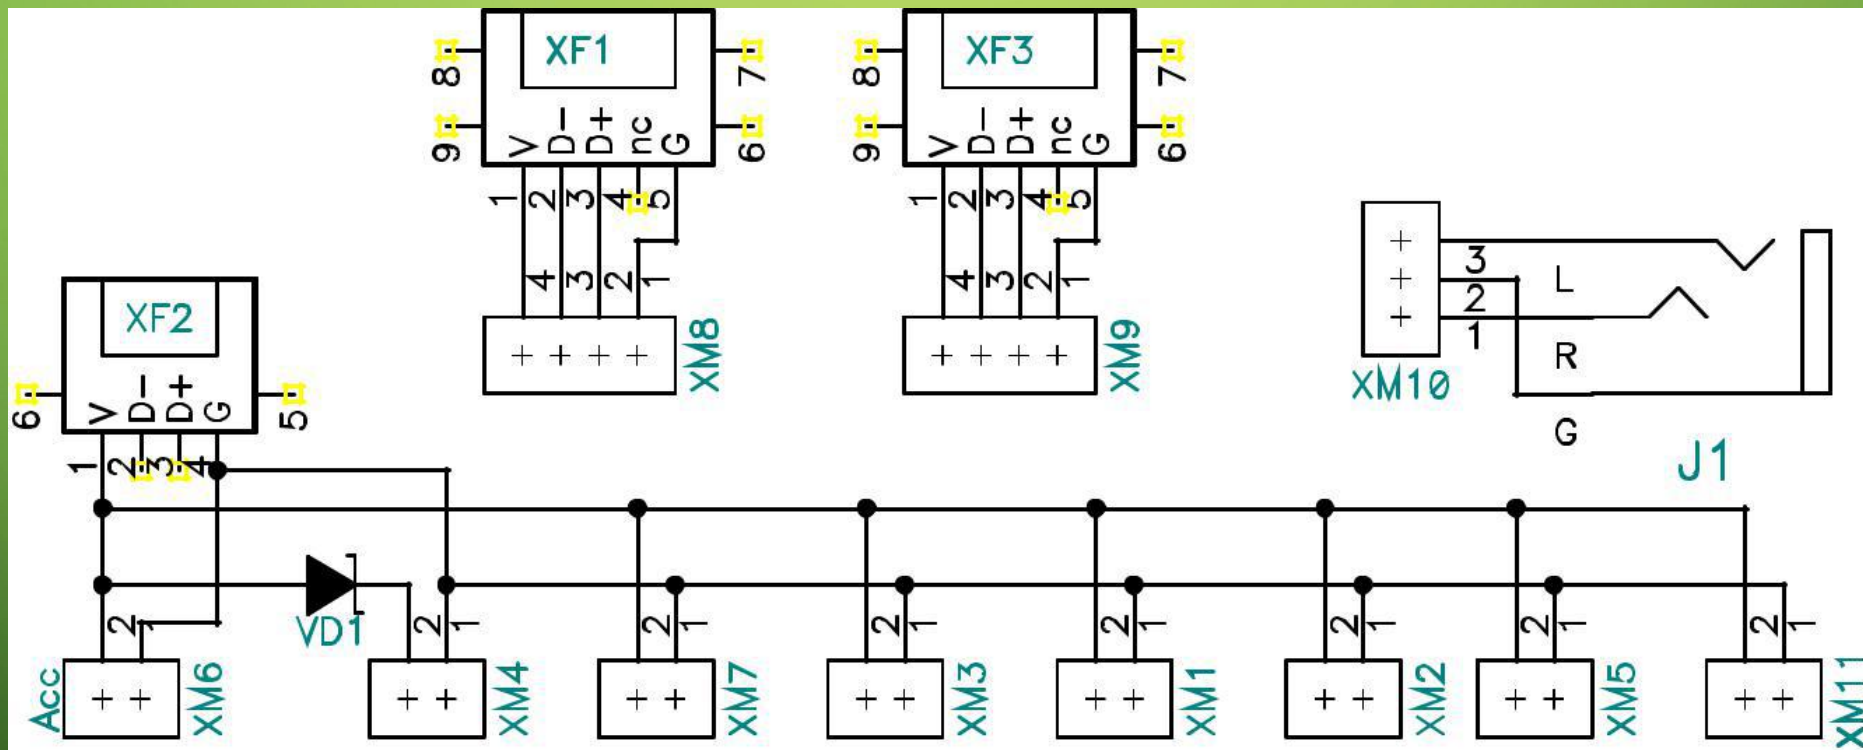 XF1
8
7
9
6
V D- D+ nc G
1 2 3 4 5
4 3 2 1
XM8
XF3
8
7
9
6
V D- D+ nc G
1 2 3 4 5
4 3 2 1
XM9
3
2
1
L
R
G
XM10
J1
XF2
6
5
V D- D+ G
1 2 3 4
VD1
2 1
Acc
XM6
2 1
XM4
2 1
XM7
2 1
XM3
2 1
XM1
2 1
XM2
2 1
XM5
2 1
XM11